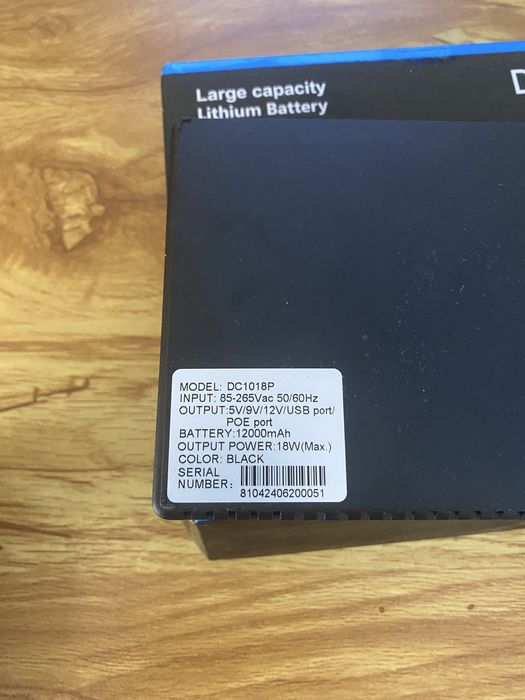 Large capacity
Lithium Battery
D
MODEL: DC1018P
INPUT: 85-265Vac 50/60Hz
OUTPUT:5V/9V/12V/USB port/
POE port
BATTERY:12000mAh
OUTPUT POWER:18W(Max.)
COLOR: BLACK
SERIAL
NUMBER:
81042406200051